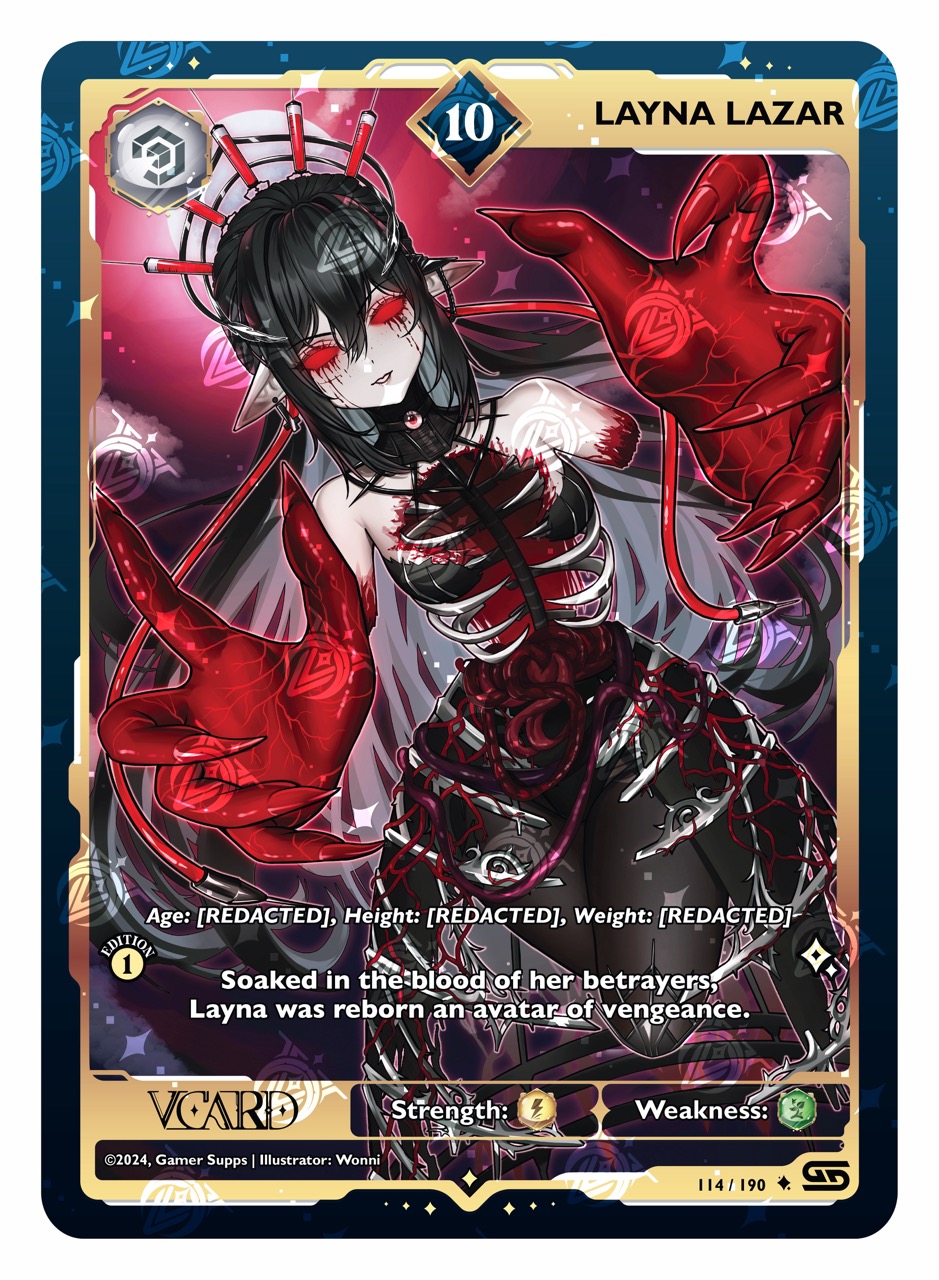 10
LAYNA LAZAR
Age: [REDACTED], Height: [REDACTED], Weight: [REDACTED]
EDITION
1
Soaked in the blood of her betrayers,
Layna was reborn an avatar of vengeance.
VCARD
Strength:
Weakness:
©2024, Gamer Supps | Illustrator: Wonni
114 / 190
GS